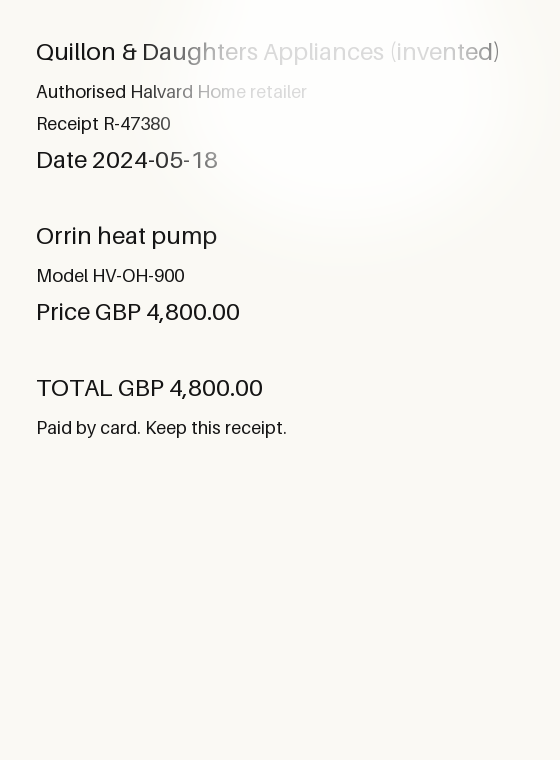 Quillon & Daughters Appliances (invented)
Authorised Halvard Home retailer
Receipt R-47380
Date 2024-05-18
Orrin heat pump
Model HV-OH-900
Price GBP 4,800.00
TOTAL GBP 4,800.00
Paid by card. Keep this receipt.